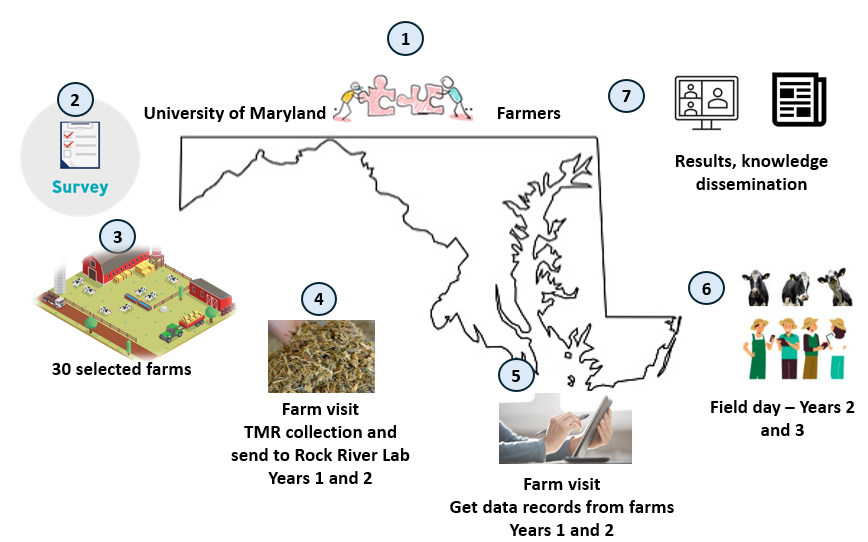 1
University of Maryland
Farmers
2
Survey
3
30 selected farms
4
Farm visit
TMR collection and
send to Rock River Lab
Years 1 and 2
5
Farm visit
Get data records from farms
Years 1 and 2
6
Field day – Years 2
and 3
7
Results, knowledge
dissemination